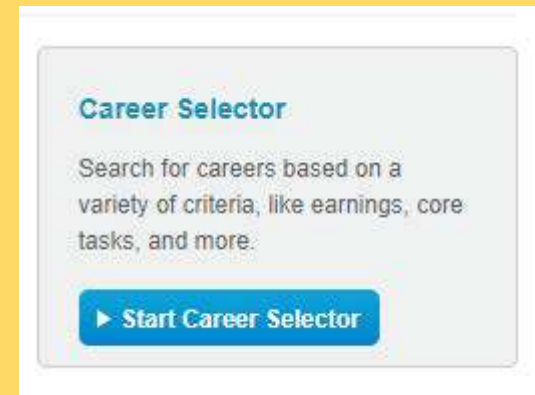 Career Selector
Search for careers based on a
variety of criteria, like earnings, core
tasks, and more.
Start Career Selector